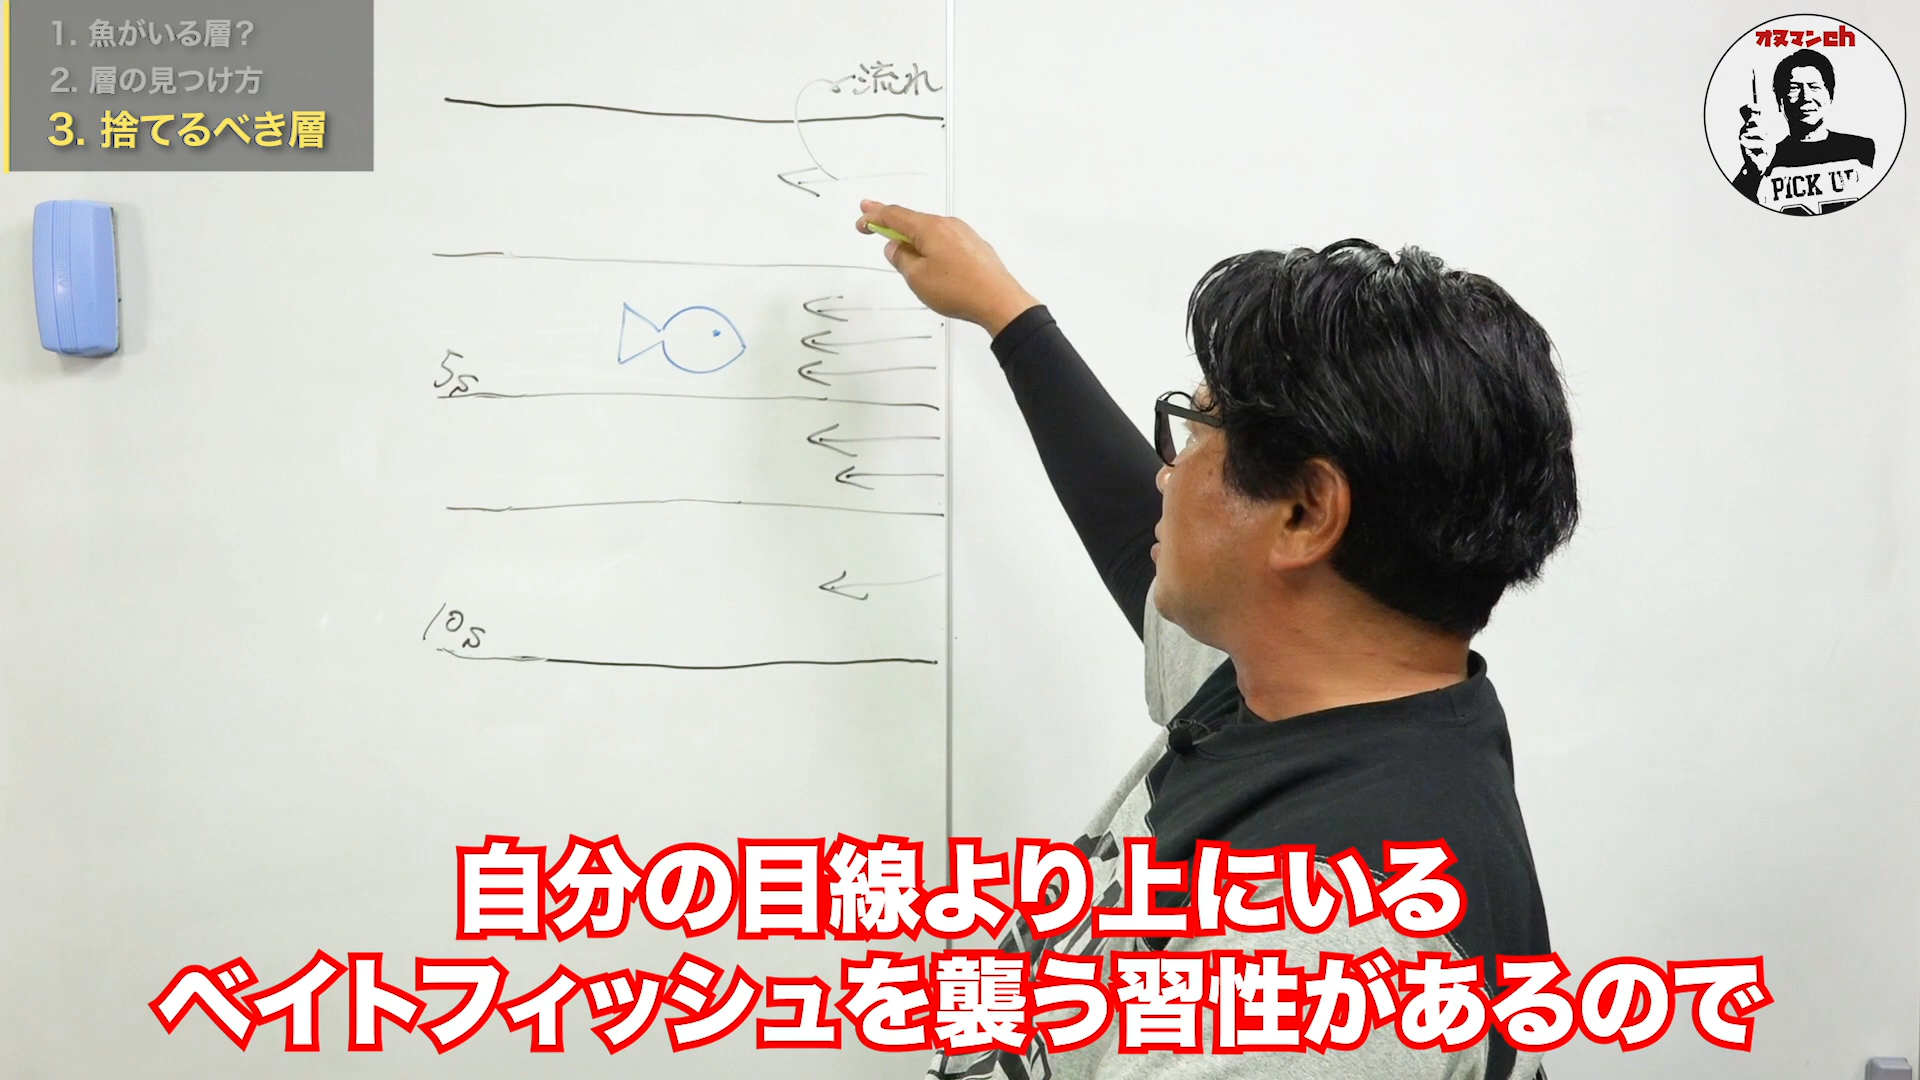 1. 魚がいる層？
2. 層の見つけ方
3. 捨てるべき層
オヌマンch
PICK UP
流れ
5s
10s
自分の目線より上にいる
ベイトフィッシュを襲う習性があるので